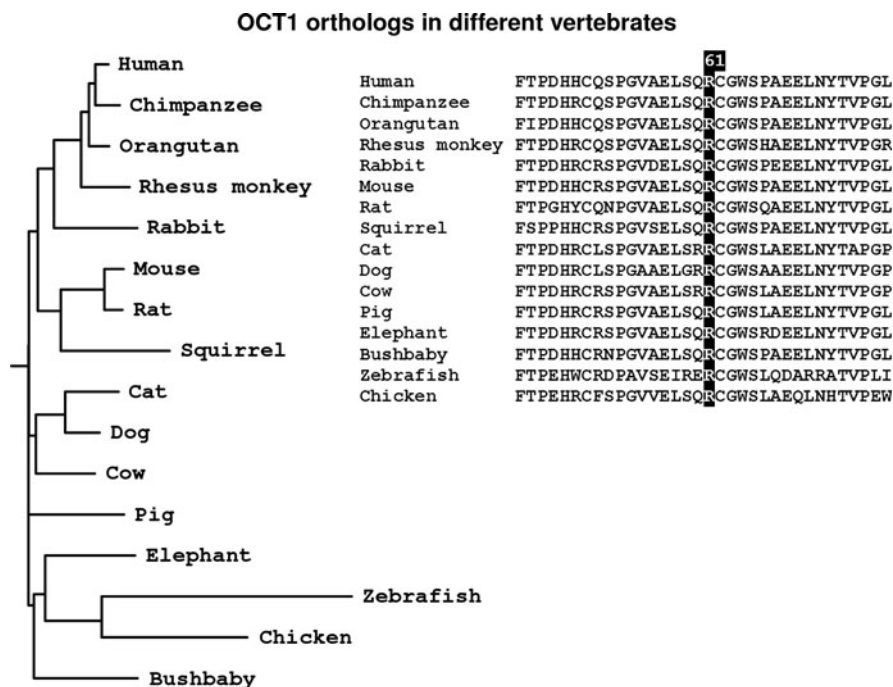 OCT1 orthologs in different vertebrates
Human
Chimpanzee
Orangutan
Rhesus monkey
Rabbit
Mouse
Rat
Squirrel
Cat
Dog
Cow
Pig
Elephant
Zebrafish
Chicken
Bushbaby
61
Human FTPDHHCQSPGVAELSQRCGWSPAEELNYTVPGL
Chimpanzee FTPDHRCQSPGVAELSQRCGWSPAEELNYTVPGL
Orangutan FIPDHHCQSPGVAELSQRCGWSPAEELNYTVPGL
Rhesus monkey FTPDHRCQSPGVAELSQRCGWSHAEELNYTVPGR
Rabbit FTPDHRCRSPGVDELSQRCGWSPEEELNYTVPGL
Mouse FTPDHHCRSPGVAELSQRCGWSPAEELNYTVPGL
Rat FTPGHYCQNPGVAELSQRCGWSQAEELNYTVPGL
Squirrel FSPPHHCRSPGVSELSQRCGWSPAEELNYTVPGL
Cat FTPDHRCLSPGVAELSRRCGWSLAEELNYTAPGP
Dog FTPDHRCLSPGAAELGRRCGWSAAEELNYTVPGP
Cow FTPDHRCRSPGVAELSRRCGWSLAEELNYTVPGP
Pig FTPDHRCRSPGVAELSQRCGWSLAEELNYTVPGL
Elephant FTPDHRCRSPGVAELSQRCGWSRDEELNYTVPGL
Bushbaby FTPDHHCRNPGVAELSQRCGWSPAEELNYTVPGL
Zebrafish FTPEHWCRDPAVSEIRERCGWSLQDARRATVPLI
Chicken FTPEHRCFSPGVVELSQRCGWSLAEQLNHTVPEW